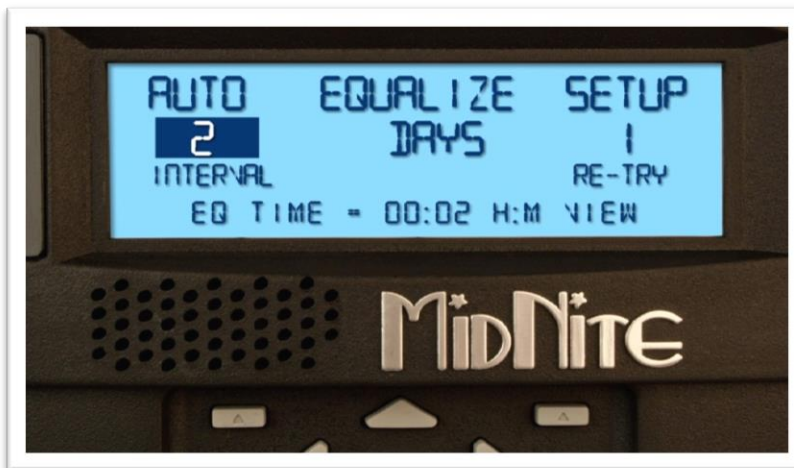 AUTO EQUALIZE SETUP
2 DAYS 1
INTERVAL RE-TRY
EQ TIME = 00:02 H:M VIEW
MIDNITE